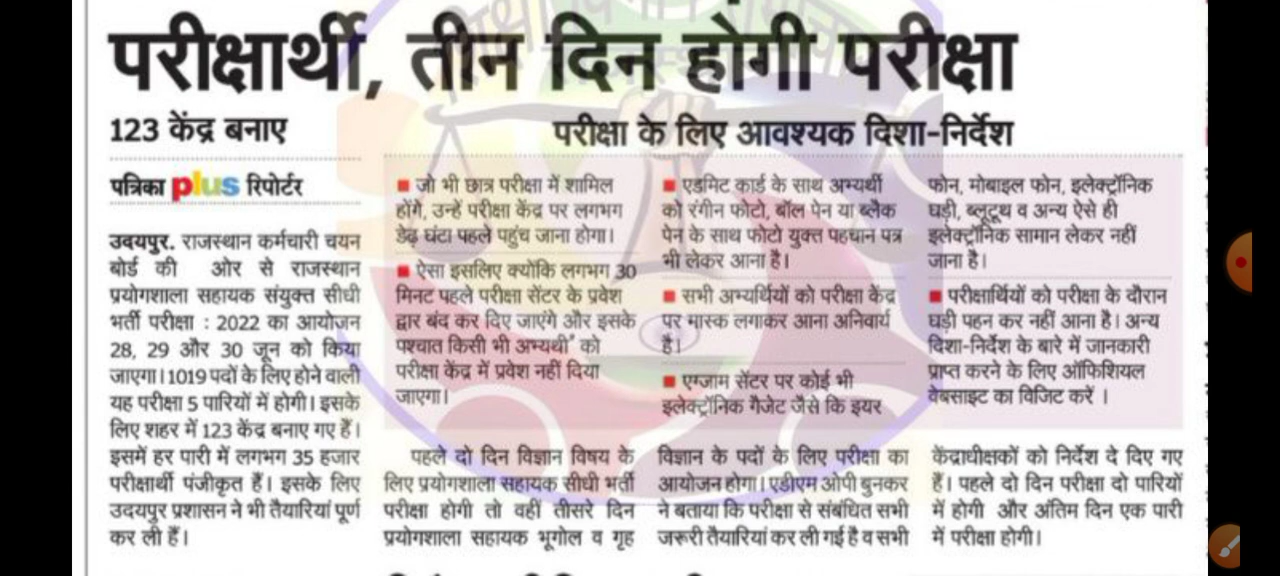 परीक्षार्थी, तीन दिन होगी परीक्षा
123 केंद्र बनाए
पत्रिका plus रिपोर्टर
उदयपुर. राजस्थान कर्मचारी चयन
बोर्ड की ओर से राजस्थान
प्रयोगशाला सहायक संयुक्त सीधी
भर्ती परीक्षा : 2022 का आयोजन
28, 29 और 30 जून को किया
जाएगा। 1019 पदों के लिए होने वाली
यह परीक्षा 5 पारियों में होगी। इसके
लिए शहर में 123 केंद्र बनाए गए हैं।
इसमें हर पारी में लगभग 35 हजार
परीक्षार्थी पंजीकृत हैं। इसके लिए
उदयपुर प्रशासन ने भी तैयारियां पूर्ण
कर ली हैं।
परीक्षा के लिए आवश्यक दिशा-निर्देश
जो भी छात्र परीक्षा में शामिल
होंगे, उन्हें परीक्षा केंद्र पर लगभग
डेढ़ घंटा पहले पहुंच जाना होगा।
ऐसा इसलिए क्योंकि लगभग 30
मिनट पहले परीक्षा सेंटर के प्रवेश
द्वार बंद कर दिए जाएंगे और इसके
पश्चात किसी भी अभ्यर्थी को
परीक्षा केंद्र में प्रवेश नहीं दिया
जाएगा।
एडमिट कार्ड के साथ अभ्यर्थी
को रंगीन फोटो, बॉल पेन या ब्लैक
पेन के साथ फोटो युक्त पहचान पत्र
भी लेकर आना है।
सभी अभ्यर्थियों को परीक्षा केंद्र
पर मास्क लगाकर आना अनिवार्य
है।
एग्जाम सेंटर पर कोई भी
इलेक्ट्रॉनिक गैजेट जैसे कि इयर
फोन, मोबाइल फोन, इलेक्ट्रॉनिक
घड़ी, ब्लूटूथ व अन्य ऐसे ही
इलेक्ट्रॉनिक सामान लेकर नहीं
जाना है।
परीक्षार्थियों को परीक्षा के दौरान
घड़ी पहन कर नहीं आना है। अन्य
दिशा-निर्देश के बारे में जानकारी
प्राप्त करने के लिए ऑफिशियल
वेबसाइट का विजिट करें ।
पहले दो दिन विज्ञान विषय के
लिए प्रयोगशाला सहायक सीधी भर्ती
परीक्षा होगी तो वहीं तीसरे दिन
प्रयोगशाला सहायक भूगोल व गृह
विज्ञान के पदों के लिए परीक्षा का
आयोजन होगा। एडीएम ओपी बुनकर
ने बताया कि परीक्षा से संबंधित सभी
जरूरी तैयारियां कर ली गई है व सभी
केंद्राधीक्षकों को निर्देश दे दिए गए
हैं। पहले दो दिन परीक्षा दो पारियों
में होगी और अंतिम दिन एक पारी
में परीक्षा होगी।